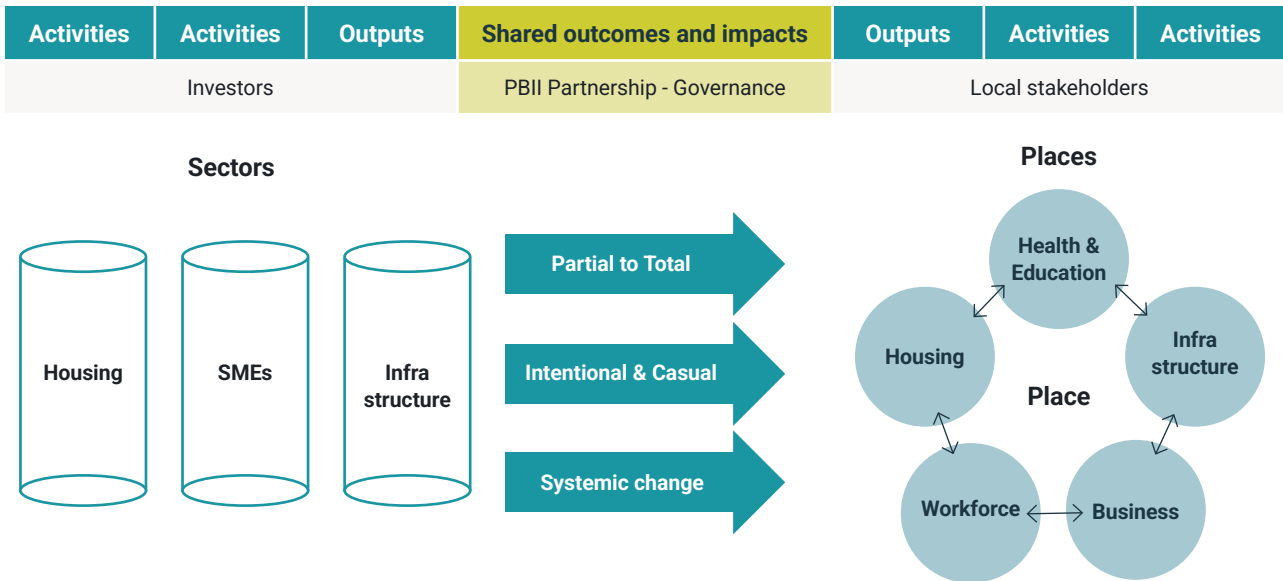 Activities Activities Outputs Shared outcomes and impacts Outputs Activities Activities
Investors PBII Partnership - Governance Local stakeholders
Sectors
Housing
SMEs
Infra
structure
Partial to Total
Intentional & Casual
Systemic change
Places
Health &
Education
Housing
Infra
structure
Place
Workforce
Business